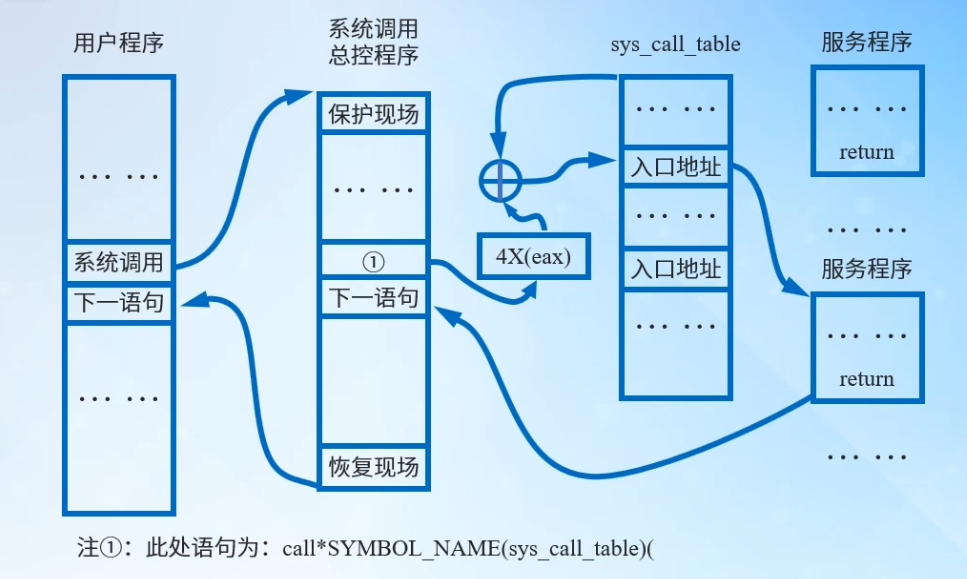 用户程序
… …
系统调用
下一语句
… …
系统调用
总控程序
保护现场
… …
①
下一语句
恢复现场
4X(eax)
sys_call_table
… …
入口地址
… …
入口地址
… …
服务程序
… …
return
… …
服务程序
… …
return
… …
注①：此处语句为：call*SYMBOL_NAME(sys_call_table)(